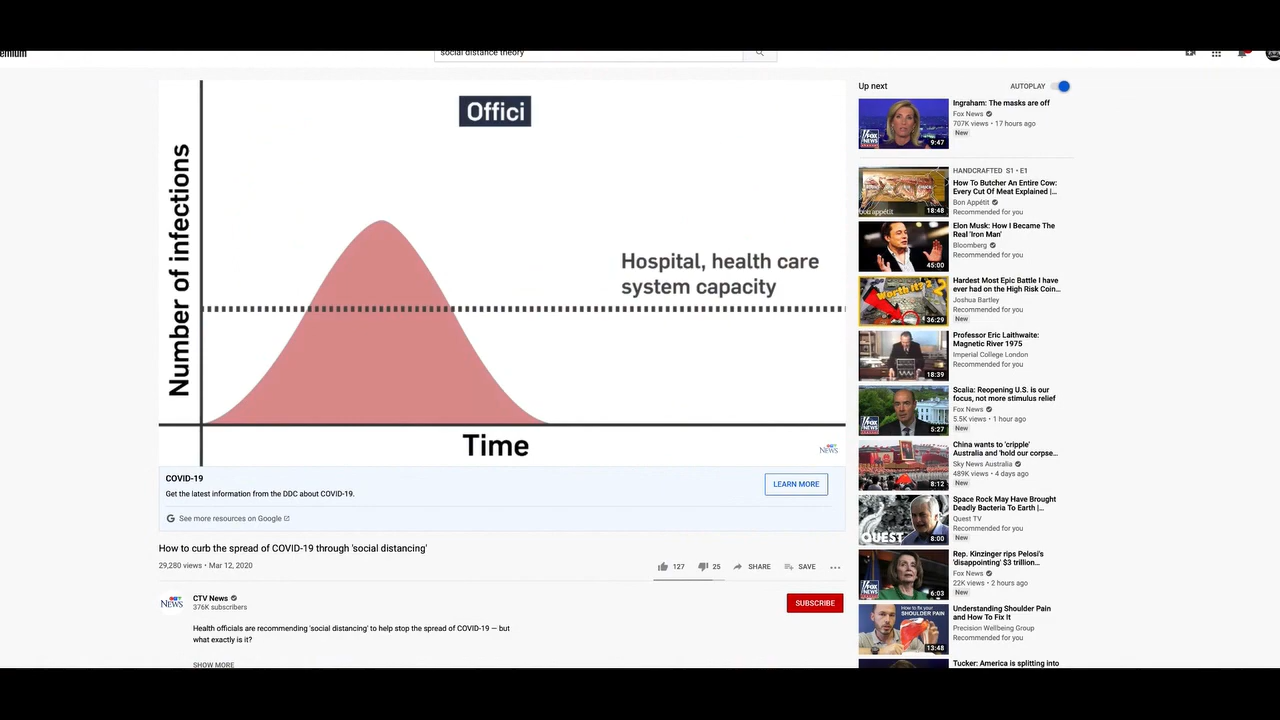 emium
social distance theory
Offici
Number of infections
Hospital, health care
system capacity
Time
NEWS
COVID-19
Get the latest information from the DDC about COVID-19.
LEARN MORE
See more resources on Google
How to curb the spread of COVID-19 through 'social distancing'
29,280 views • Mar 12, 2020
127
25
SHARE
SAVE
NEWS
CTV News
376K subscribers
SUBSCRIBE
Health officials are recommending 'social distancing' to help stop the spread of COVID-19 — but
what exactly is it?
SHOW MORE
Up next
AUTOPLAY
9:47
Ingraham: The masks are off
Fox News
707K views • 17 hours ago
New
HANDCRAFTED S1 • E1
bon appétit
18:48
How To Butcher An Entire Cow:
Every Cut Of Meat Explained |...
Bon Appétit
Recommended for you
45:00
Elon Musk: How I Became The
Real 'Iron Man'
Bloomberg
Recommended for you
Worth it?
36:29
Hardest Most Epic Battle I have
ever had on the High Risk Coin...
Joshua Bartley
Recommended for you
New
18:39
Professor Eric Laithwaite:
Magnetic River 1975
Imperial College London
Recommended for you
5:27
Scalia: Reopening U.S. is our
focus, not more stimulus relief
Fox News
5.5K views • 1 hour ago
New
8:12
China wants to 'cripple'
Australia and 'hold our corpse...
Sky News Australia
489K views • 4 days ago
New
QUEST
8:00
Space Rock May Have Brought
Deadly Bacteria To Earth |...
Quest TV
Recommended for you
New
6:03
Rep. Kinzinger rips Pelosi's
'disappointing' $3 trillion...
Fox News
22K views • 2 hours ago
New
How to fix your
SHOULDER PAIN
13:48
Understanding Shoulder Pain
and How To Fix It
Precision Wellbeing Group
Recommended for you
Tucker: America is splitting into